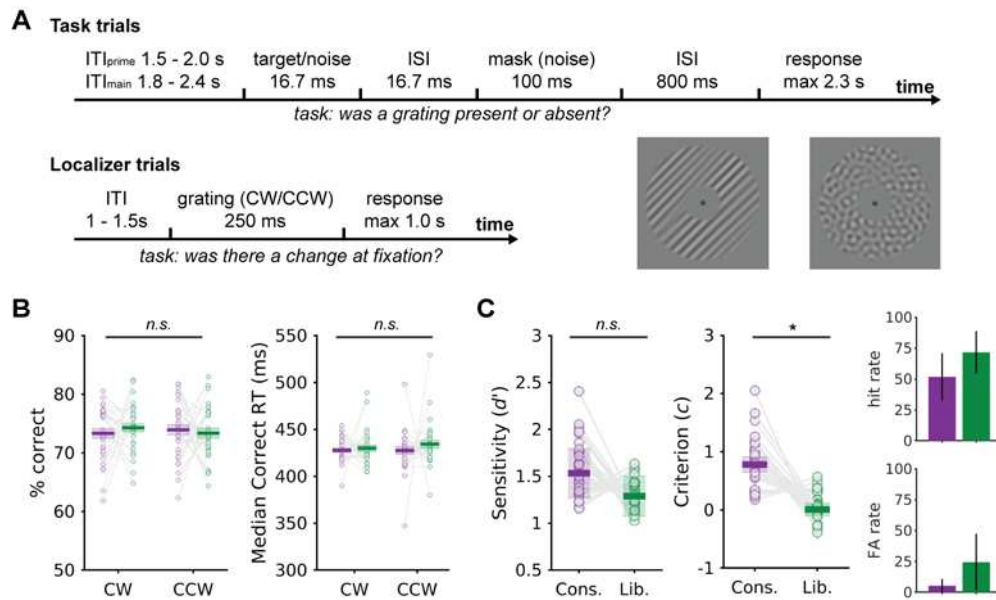 A
Task trials
ITIprime 1.5 - 2.0 s
ITImain 1.8 - 2.4 s
target/noise
16.7 ms
ISI
16.7 ms
mask (noise)
100 ms
ISI
800 ms
response
max 2.3 s
time
task: was a grating present or absent?
Localizer trials
ITI
1 - 1.5s
grating (CW/CCW)
250 ms
response
max 1.0 s
time
task: was there a change at fixation?
B
% correct
90
80
70
60
50
n.s.
CW
CCW
Median Correct RT (ms)
550
500
450
400
350
300
n.s.
CW
CCW
C
Sensitivity (d')
3
2.5
2
1.5
1
0.5
n.s.
Cons.
Lib.
Criterion (c)
3
2
1
0
-1
★
Cons.
Lib.
hit rate
100
75
50
25
0
FA rate
100
75
50
25
0